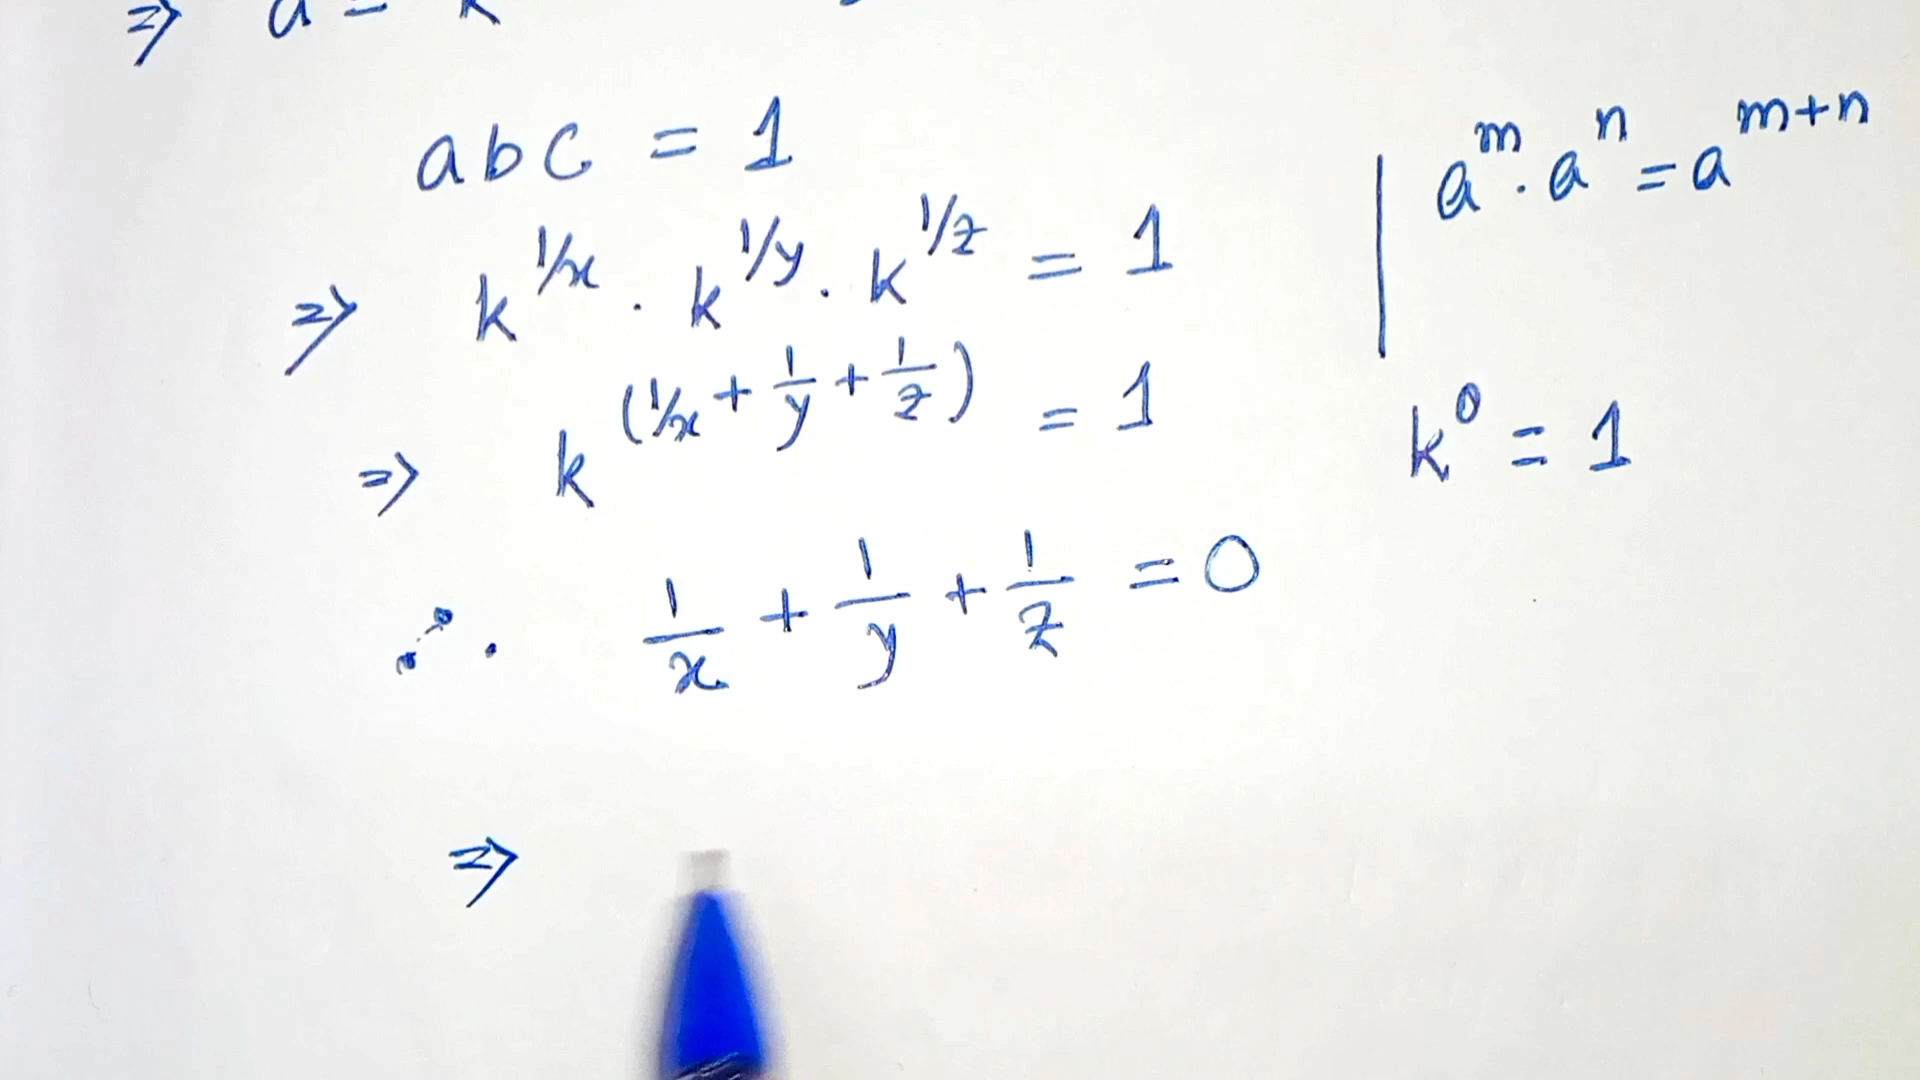 ⇒ a = k
abc = 1
⇒ k^{1/x} · k^{1/y} · k^{1/z} = 1
⇒ k^{(1/x + 1/y + 1/z)} = 1
∴ 1/x + 1/y + 1/z = 0
⇒
a^m · a^n = a^{m+n}
k^0 = 1